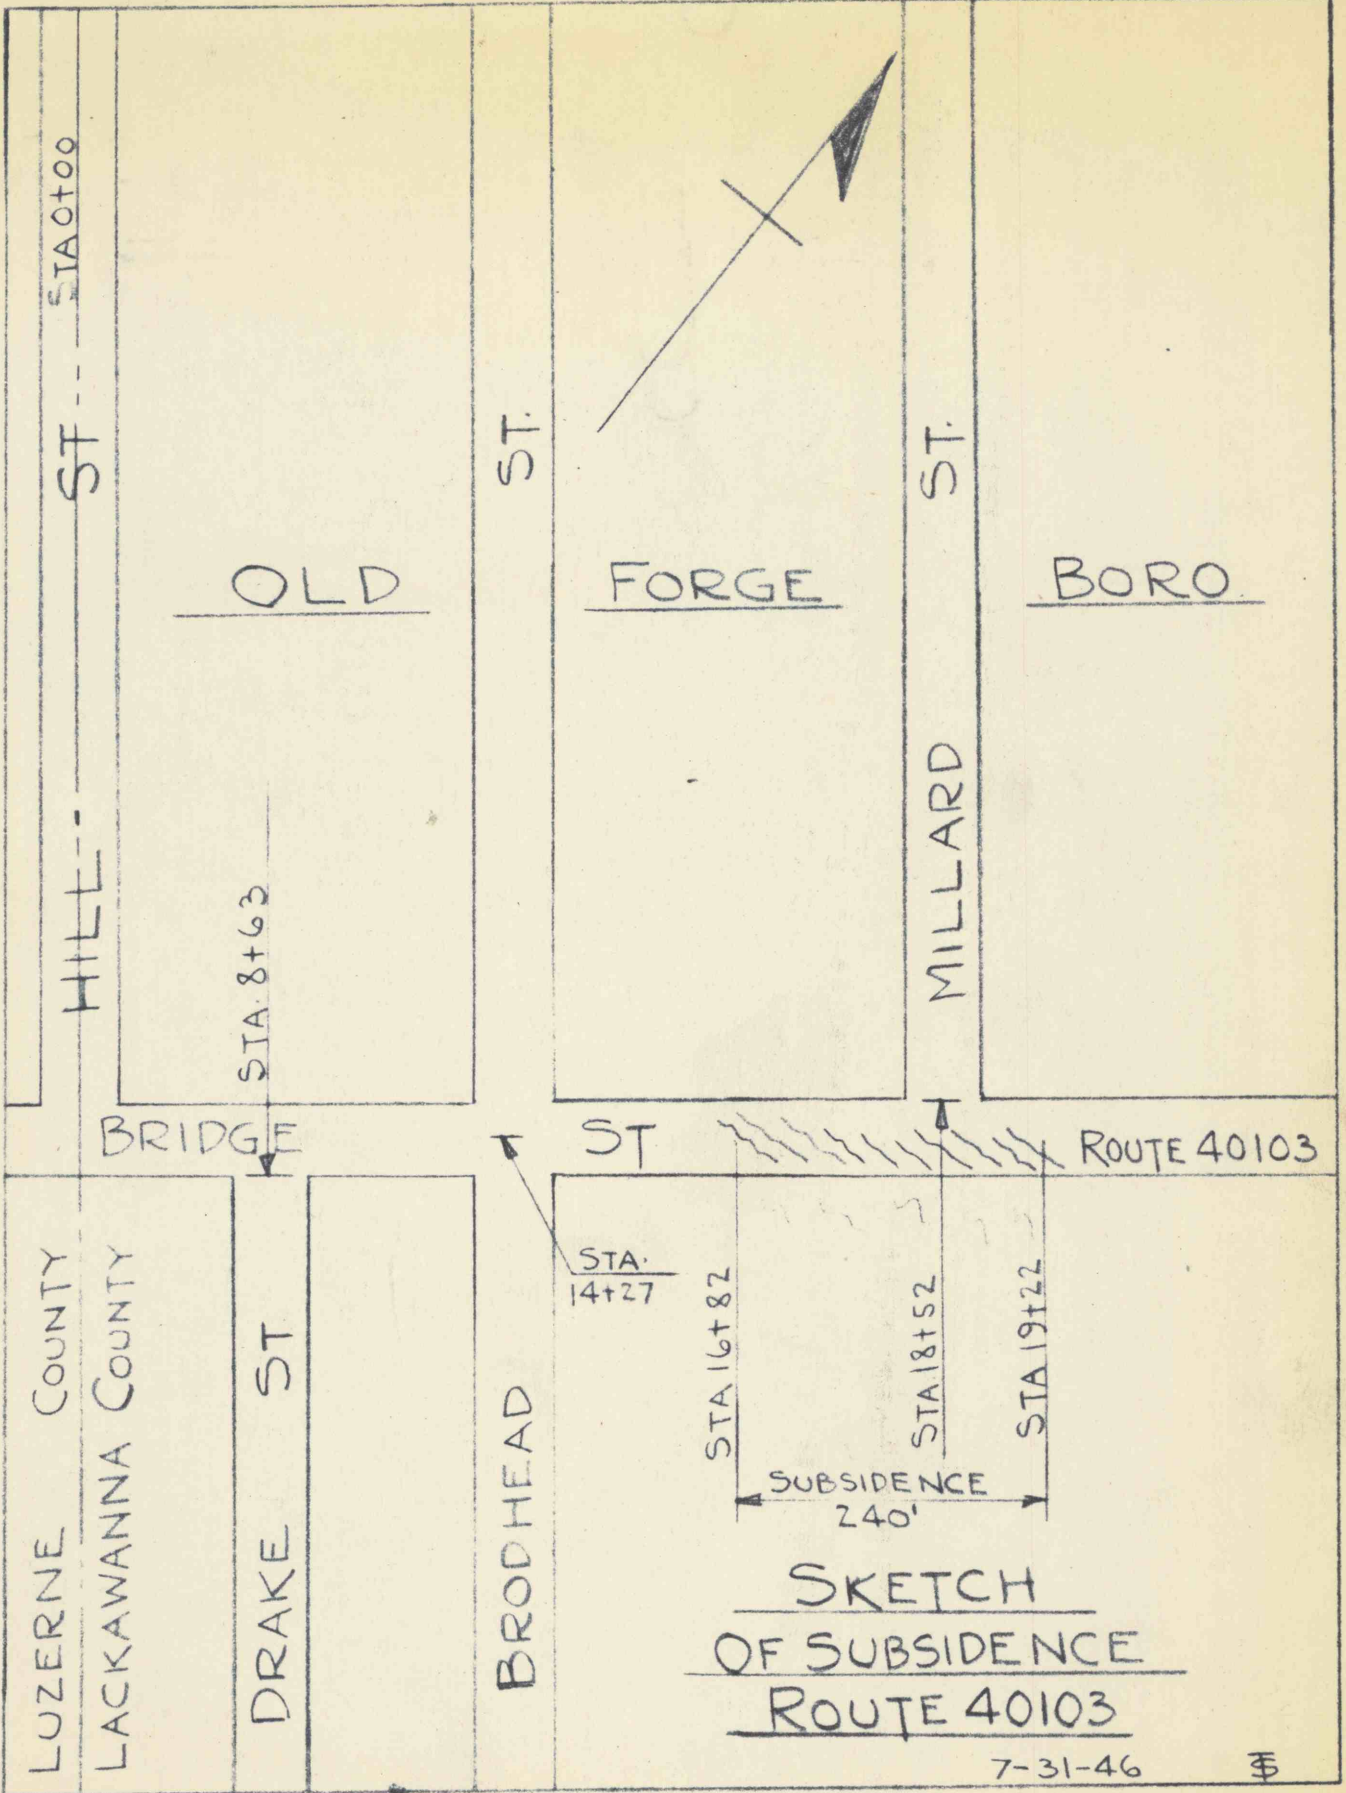 STA 0+00
HILL ST
OLD FORGE BORO
ST.
MILLARD ST.
STA. 8+63
BRIDGE ST ROUTE 40103
STA.
14+27
STA 16+82
STA 18+52
STA 19+22
LUZERNE COUNTY
LACKAWANNA COUNTY
DRAKE ST
BRODHEAD
SUBSIDENCE
240'
SKETCH
OF SUBSIDENCE
ROUTE 40103
7-31-46